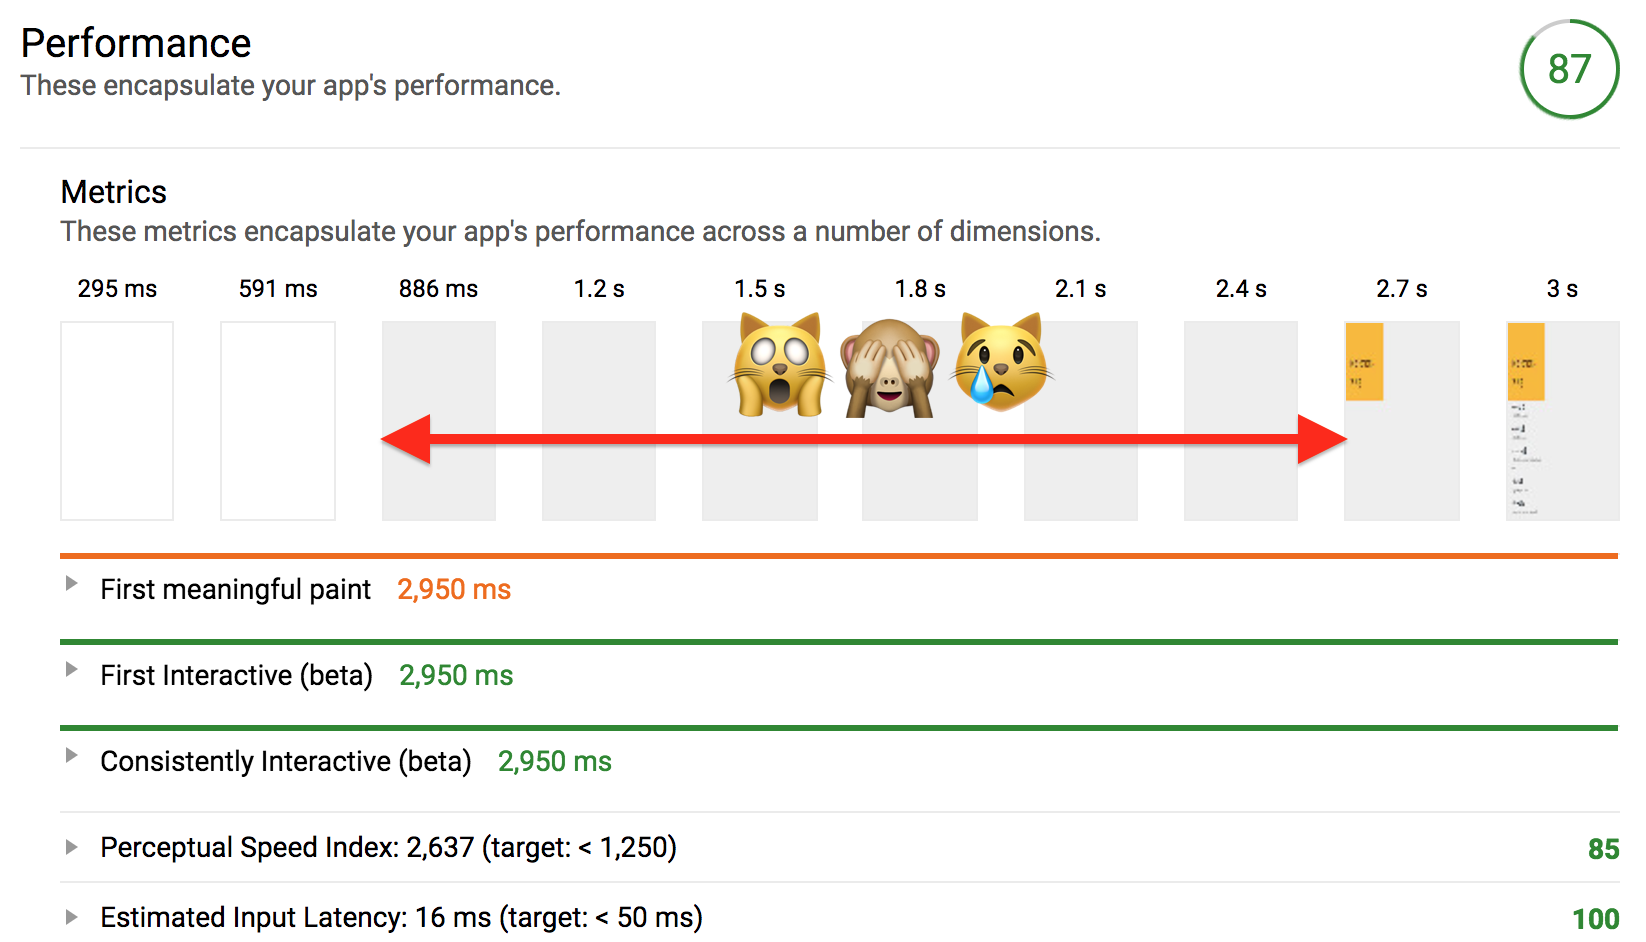 Performance
87
These encapsulate your app's performance.
Metrics
These metrics encapsulate your app's performance across a number of dimensions.
295 ms 591 ms 886 ms 1.2 s 1.5 s 1.8 s 2.1 s 2.4 s 2.7 s 3 s
First meaningful paint 2,950 ms
First Interactive (beta) 2,950 ms
Consistently Interactive (beta) 2,950 ms
Perceptual Speed Index: 2,637 (target: < 1,250) 85
Estimated Input Latency: 16 ms (target: < 50 ms) 100